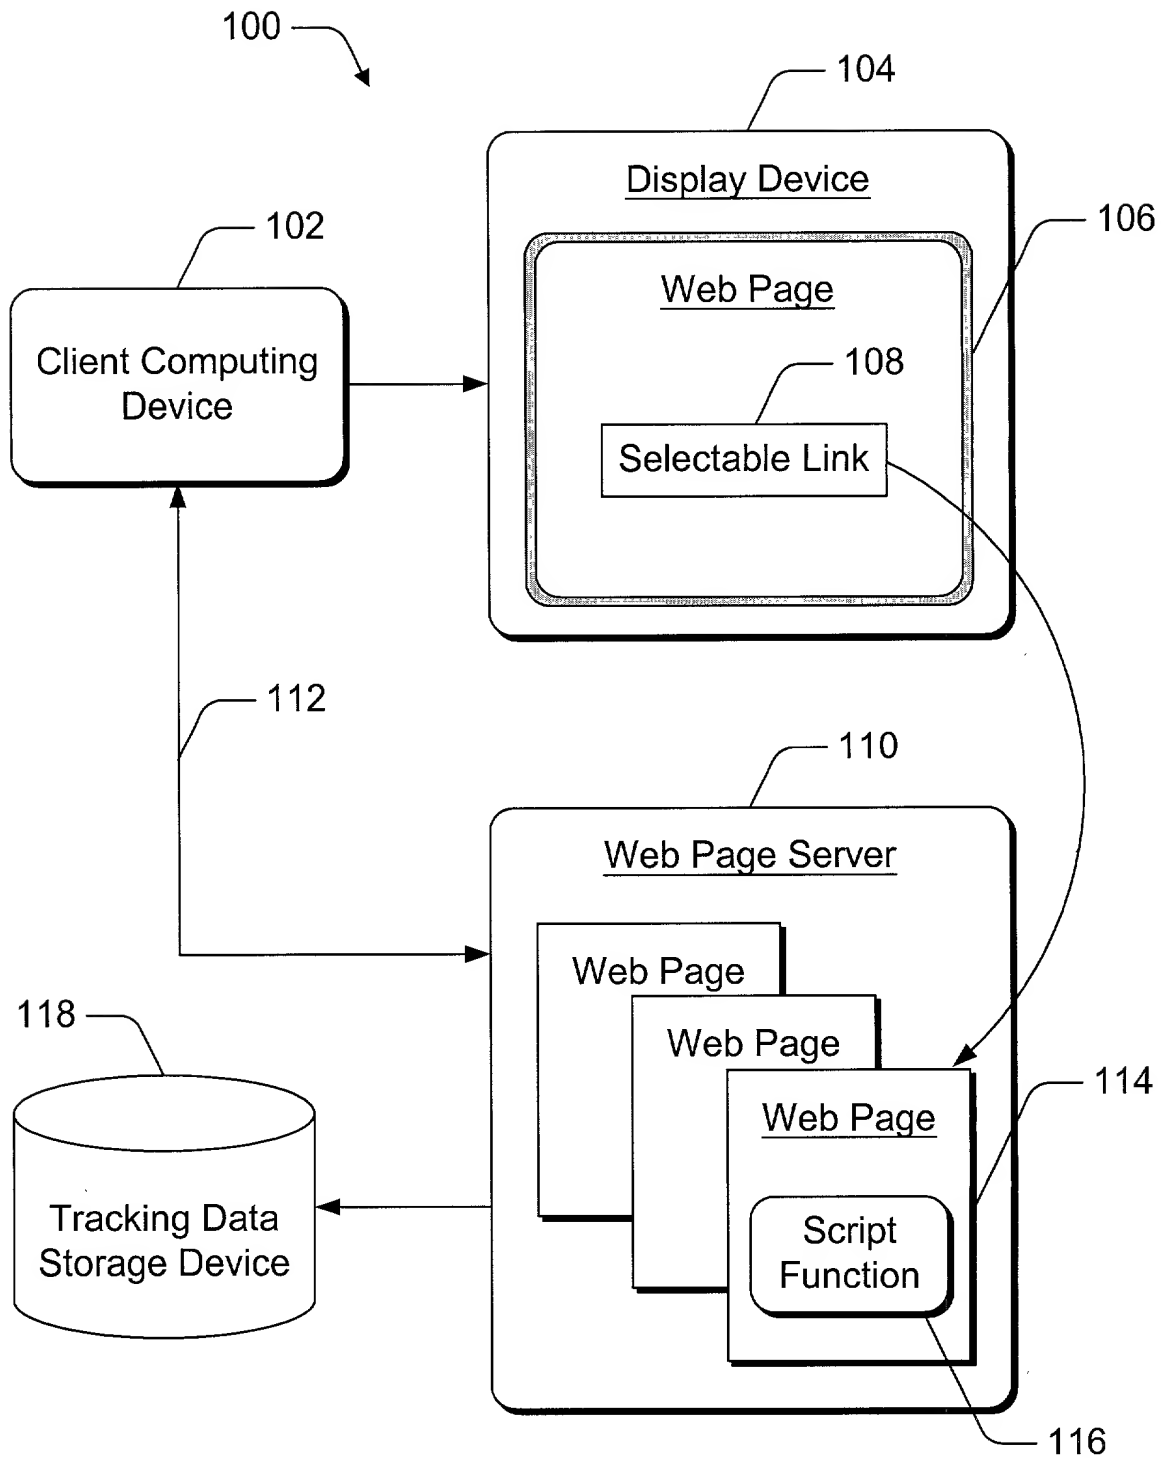 100
104
Display Device
102
106
Web Page
Client Computing
Device
108
Selectable Link
112
110
Web Page Server
Web Page
118
Web Page
114
Web Page
Tracking Data
Storage Device
Script
Function
116